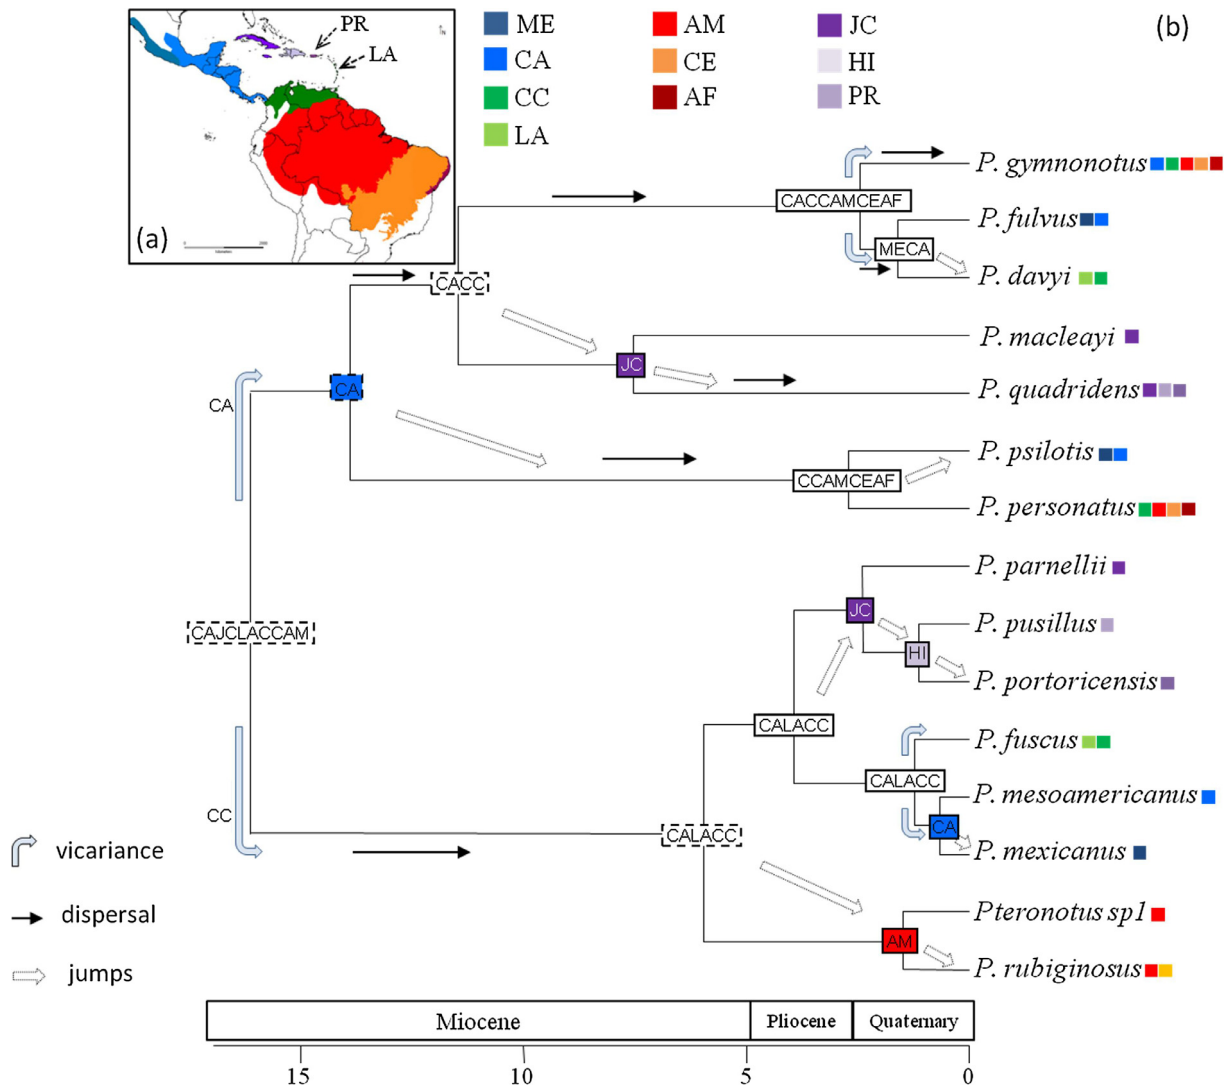 PR
LA
(a)
ME
AM
JC
(b)
CA
CE
HI
CC
AF
PR
LA
P. gymnonotus
CACCAMCEAF
P. fulvus
MECA
P. davyi
CACC
P. macleayi
JC
P. quadridens
CA
CA
P. psilotis
CCAMCEAF
P. personatus
P. parnellii
JC
P. pusillus
CAJCLACCAM
HI
P. portoricensis
CALACC
P. fuscus
CALACC
P. mesoamericanus
CC
CA
CALACC
vicariance
P. mexicanus
dispersal
Pteronotus sp1
AM
jumps
P. rubiginosus
Miocene
Pliocene
Quaternary
15
10
5
0